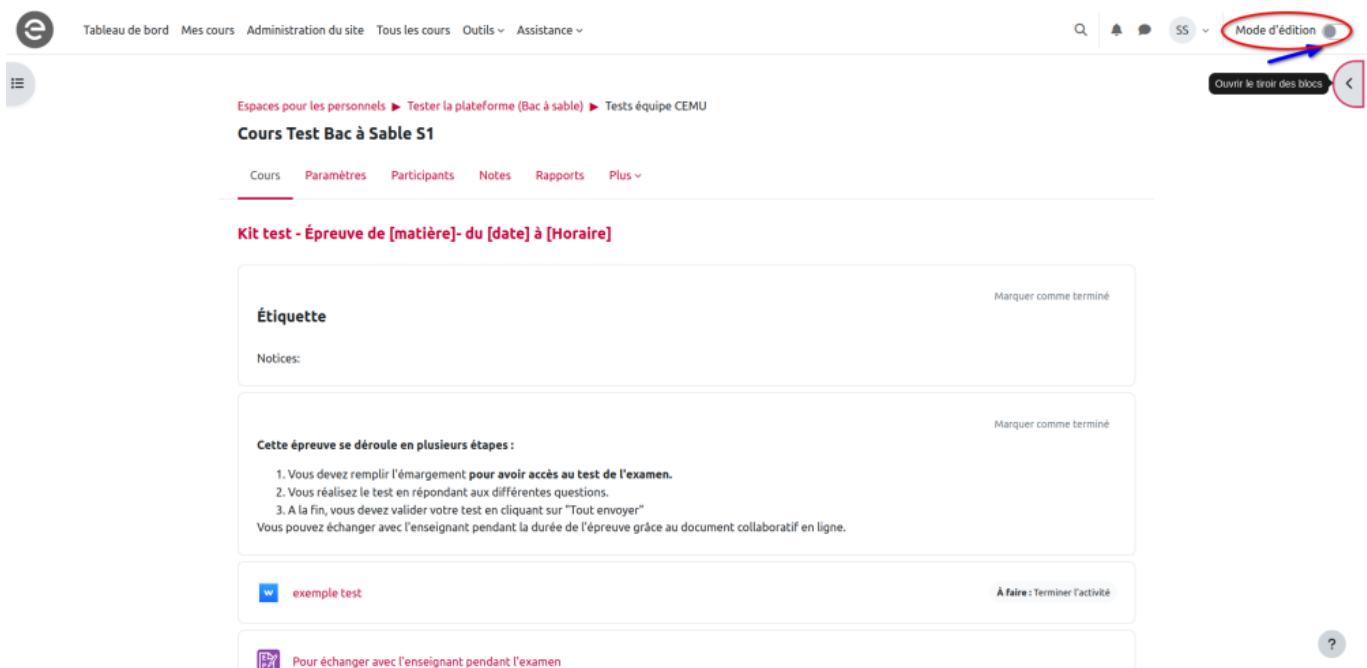 e
Tableau de bord Mes cours Administration du site Tous les cours Outils Assistance SS Mode d'édition
Ouvrir le tiroir des blocs
Espaces pour les personnels ▶ Tester la plateforme (Bac à sable) ▶ Tests équipe CEMU
Cours Test Bac à Sable S1
Cours Paramètres Participants Notes Rapports Plus
Kit test - Épreuve de [matière]- du [date] à [Horaire]
Marquer comme terminé
Étiquette
Notices:
Marquer comme terminé
Cette épreuve se déroule en plusieurs étapes :
1. Vous devez remplir l'émargement pour avoir accès au test de l'examen.
2. Vous réalisez le test en répondant aux différentes questions.
3. A la fin, vous devez valider votre test en cliquant sur "Tout envoyer"
Vous pouvez échanger avec l'enseignant pendant la durée de l'épreuve grâce au document collaboratif en ligne.
W exemple test À faire : Terminer l'activité
Pour échanger avec l'enseignant pendant l'examen
?